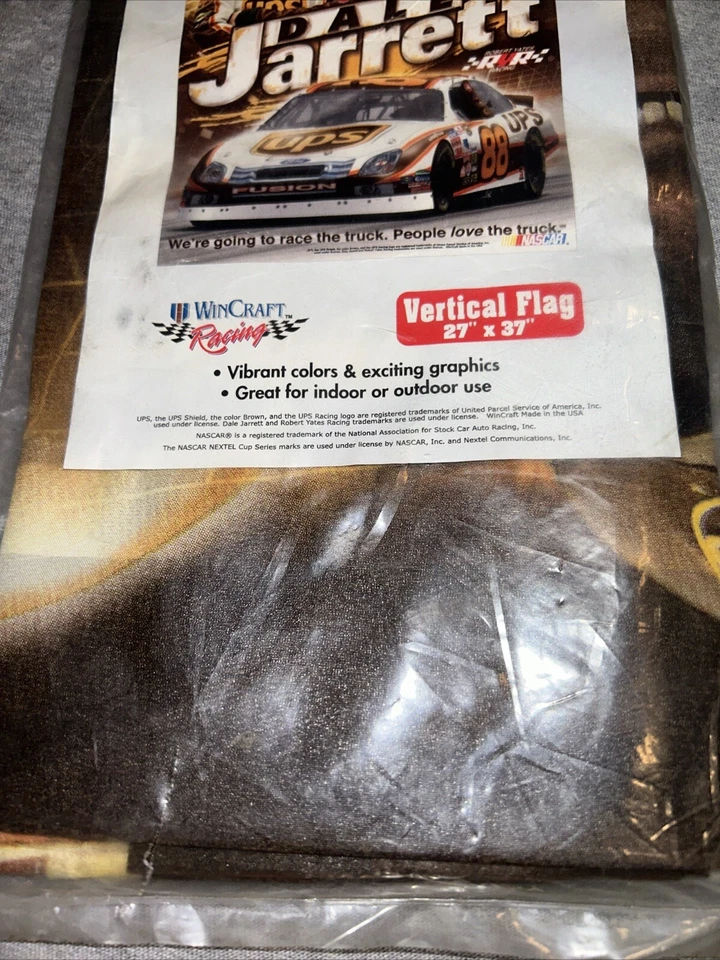 DALE
Jarrett
ROBERT YATES
RYR
RACING
ups
UPS
88
FUSION
We're going to race the truck. People love the truck.™
NASCAR.
WINCRAFT™
Racing
Vertical Flag
27" x 37"
• Vibrant colors & exciting graphics
• Great for indoor or outdoor use
UPS, the UPS Shield, the color Brown, and the UPS Racing logo are registered trademarks of United Parcel Service of America, Inc.
used under license. Dale Jarrett and Robert Yates Racing trademarks are used under license. WinCraft Made in the USA
NASCAR® is a registered trademark of the National Association for Stock Car Auto Racing, Inc.
The NASCAR NEXTEL Cup Series marks are used under license by NASCAR, Inc. and Nextel Communications, Inc.